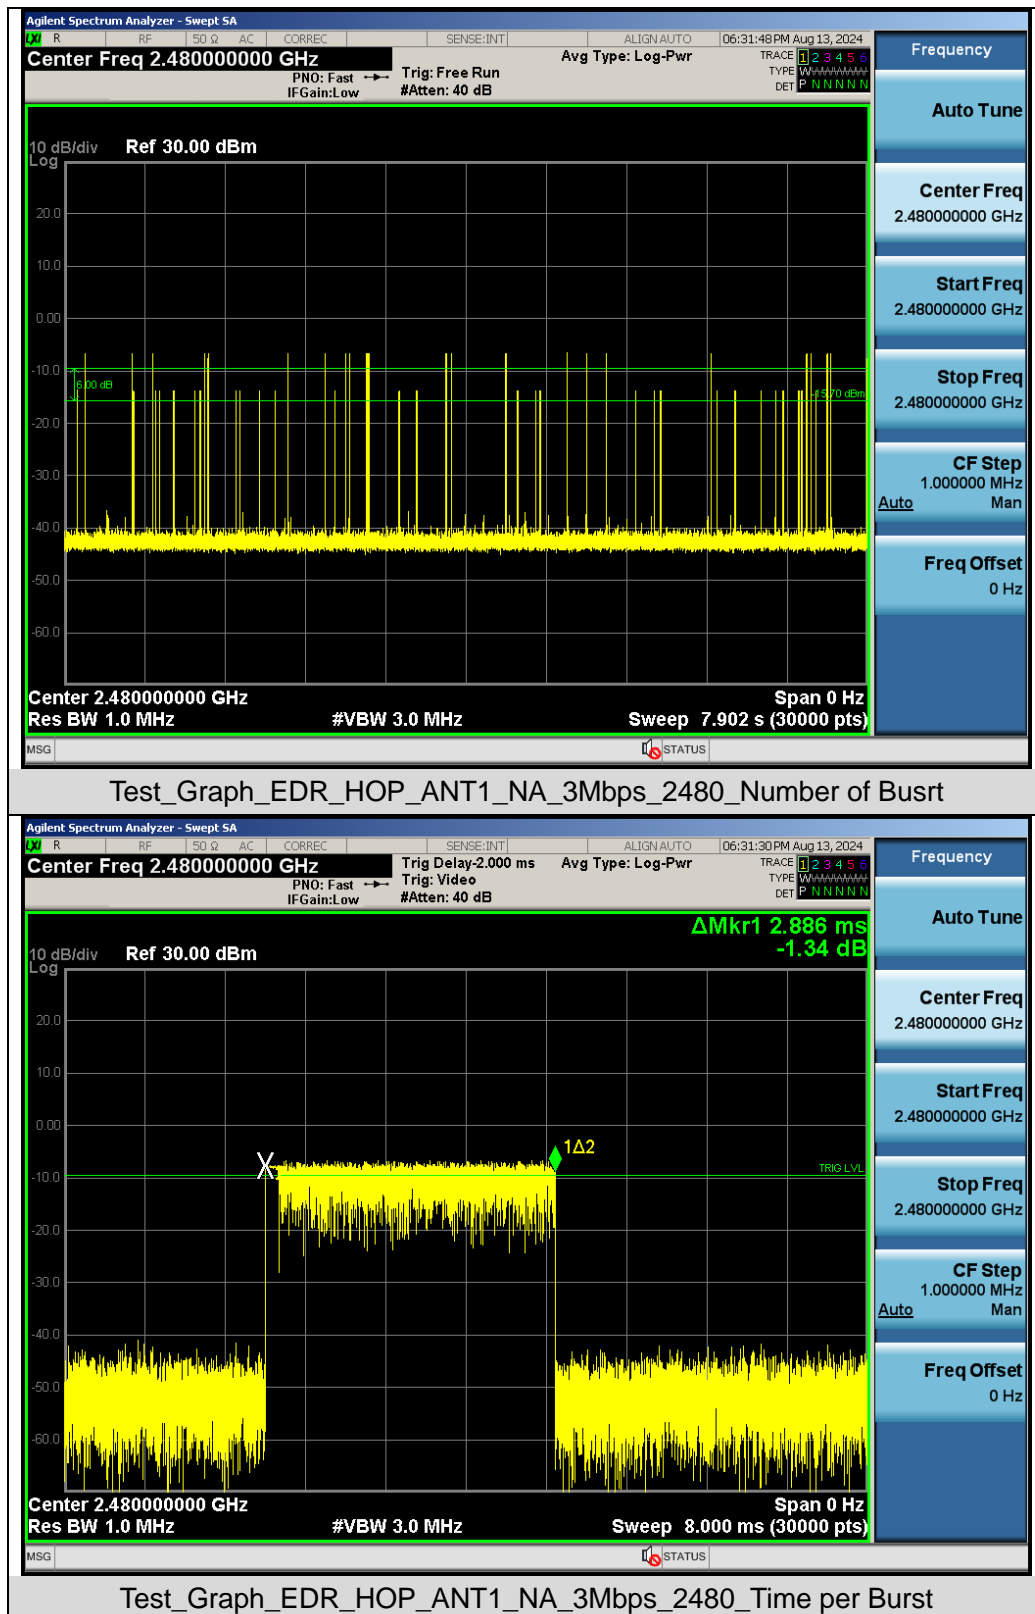 Agilent Spectrum Analyzer - Swept SA
LXI R RF 50 Ω AC CORREC SENSE:INT ALIGN AUTO 06:31:48 PM Aug 13, 2024
Center Freq 2.480000000 GHz Avg Type: Log-Pwr TRACE 1 2 3 4 5 6
PNO: Fast Trig: Free Run TYPE W
IFGain:Low #Atten: 40 dB DET P N N N N N
10 dB/div Ref 30.00 dBm
Log
20.0
10.0
0.00
-10.0
6.00 dB
-15.70 dBm
-20.0
-30.0
-40.0
-50.0
-60.0
Center 2.480000000 GHz Span 0 Hz
Res BW 1.0 MHz #VBW 3.0 MHz Sweep 7.902 s (30000 pts)
MSG STATUS
Frequency
Auto Tune
Center Freq
2.480000000 GHz
Start Freq
2.480000000 GHz
Stop Freq
2.480000000 GHz
CF Step
1.000000 MHz
Auto Man
Freq Offset
0 Hz
Test_Graph_EDR_HOP_ANT1_NA_3Mbps_2480_Number of Busrt
Agilent Spectrum Analyzer - Swept SA
LXI R RF 50 Ω AC CORREC SENSE:INT ALIGN AUTO 06:31:30 PM Aug 13, 2024
Center Freq 2.480000000 GHz Trig Delay-2.000 ms Avg Type: Log-Pwr TRACE 1 2 3 4 5 6
PNO: Fast Trig: Video TYPE W
IFGain:Low #Atten: 40 dB DET P N N N N N
ΔMkr1 2.886 ms
-1.34 dB
10 dB/div Ref 30.00 dBm
Log
20.0
10.0
0.00
1Δ2
TRIG LVL
-10.0
-20.0
-30.0
-40.0
-50.0
-60.0
Center 2.480000000 GHz Span 0 Hz
Res BW 1.0 MHz #VBW 3.0 MHz Sweep 8.000 ms (30000 pts)
MSG STATUS
Frequency
Auto Tune
Center Freq
2.480000000 GHz
Start Freq
2.480000000 GHz
Stop Freq
2.480000000 GHz
CF Step
1.000000 MHz
Auto Man
Freq Offset
0 Hz
Test_Graph_EDR_HOP_ANT1_NA_3Mbps_2480_Time per Burst